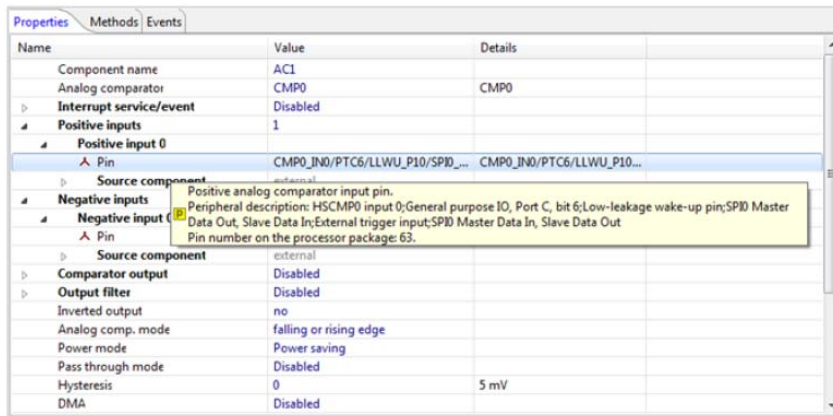 Properties Methods Events
Name Value Details
Component name AC1
Analog comparator CMP0 CMP0
Interrupt service/event Disabled
Positive inputs 1
Positive input 0
Pin CMP0_IN0/PTC6/LLWU_P10/SPI0_... CMP0_IN0/PTC6/LLWU_P10...
Source component external
Positive analog comparator input pin.
Negative inputs
Peripheral description: HSCMP0 input 0;General purpose IO, Port C, bit 6;Low-leakage wake-up pin;SPI0 Master
Negative input
P
Data Out, Slave Data In;External trigger input;SPI0 Master Data In, Slave Data Out
Pin
Pin number on the processor package: 63.
Source component external
Comparator output Disabled
Output filter Disabled
Inverted output no
Analog comp. mode falling or rising edge
Power mode Power saving
Pass through mode Disabled
Hysteresis 0 5 mV
DMA Disabled